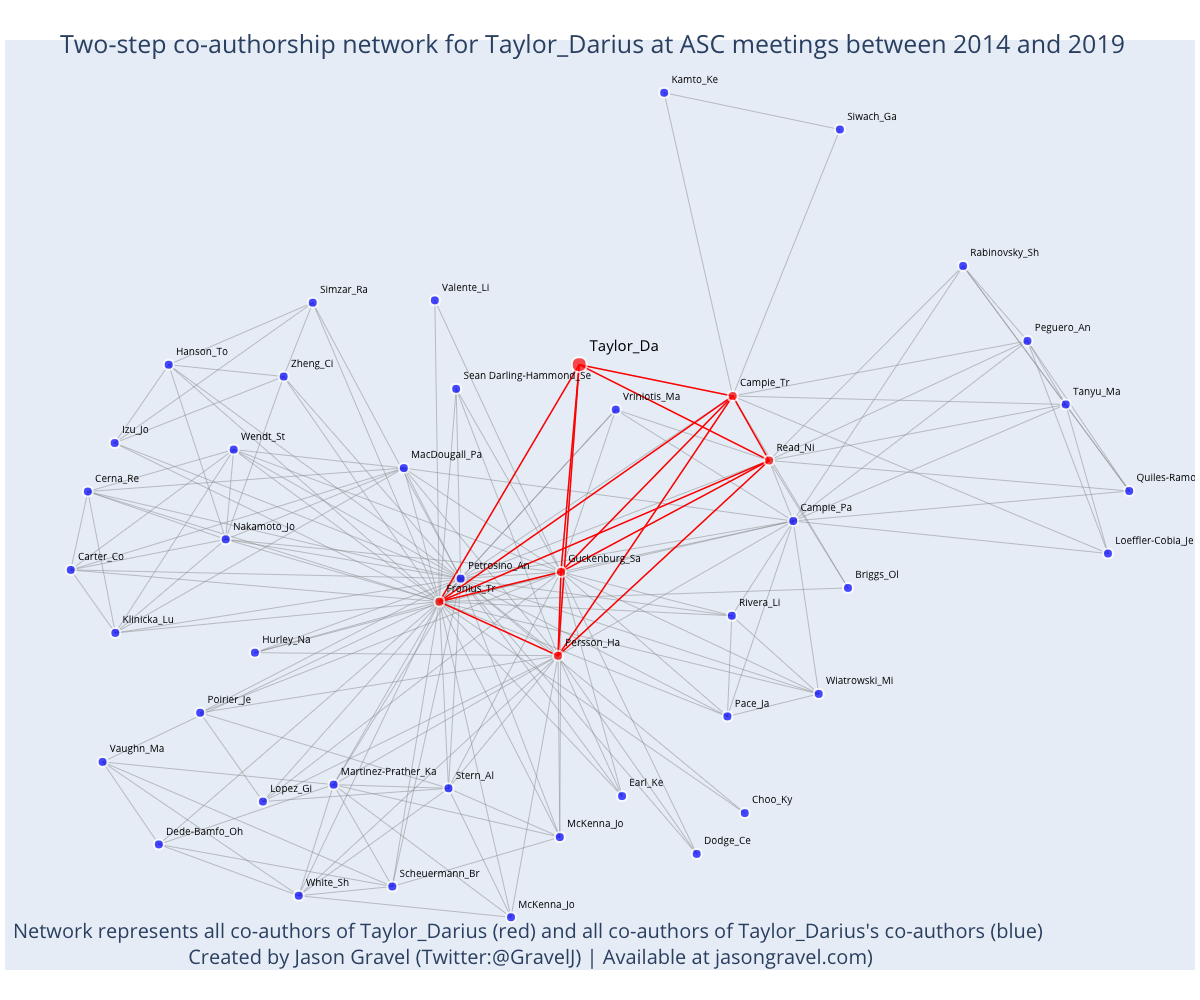 Two-step co-authorship network for Taylor_Darius at ASC meetings between 2014 and 2019
Kamto_Ke
Siwach_Ga
Rabinovsky_Sh
Simzar_Ra
Valente_Li
Peguero_An
Taylor_Da
Hanson_To
Zheng_Ci
Sean Darling-Hammond_Se
Campie_Tr
Tanyu_Ma
Vriniotis_Ma
Izu_Jo
Wendt_St
Read_Ni
MacDougall_Pa
Cerna_Re
Quiles-Ramo
Campie_Pa
Nakamoto_Jo
Loeffler-Cobia_Je
Carter_Co
Petrosino_An
Guckenburg_Sa
Briggs_Ol
Fronius_Tr
Rivera_Li
Klinicka_Lu
Hurley_Na
Persson_Ha
Wiatrowski_Mi
Poirier_Je
Pace_Ja
Vaughn_Ma
Martinez-Prather_Ka
Stern_Al
Lopez_Gi
Earl_Ke
Choo_Ky
McKenna_Jo
Dede-Bamfo_Oh
Dodge_Ce
Scheuermann_Br
White_Sh
McKenna_Jo
Network represents all co-authors of Taylor_Darius (red) and all co-authors of Taylor_Darius's co-authors (blue)
Created by Jason Gravel (Twitter:@GravelJ) | Available at jasongravel.com)